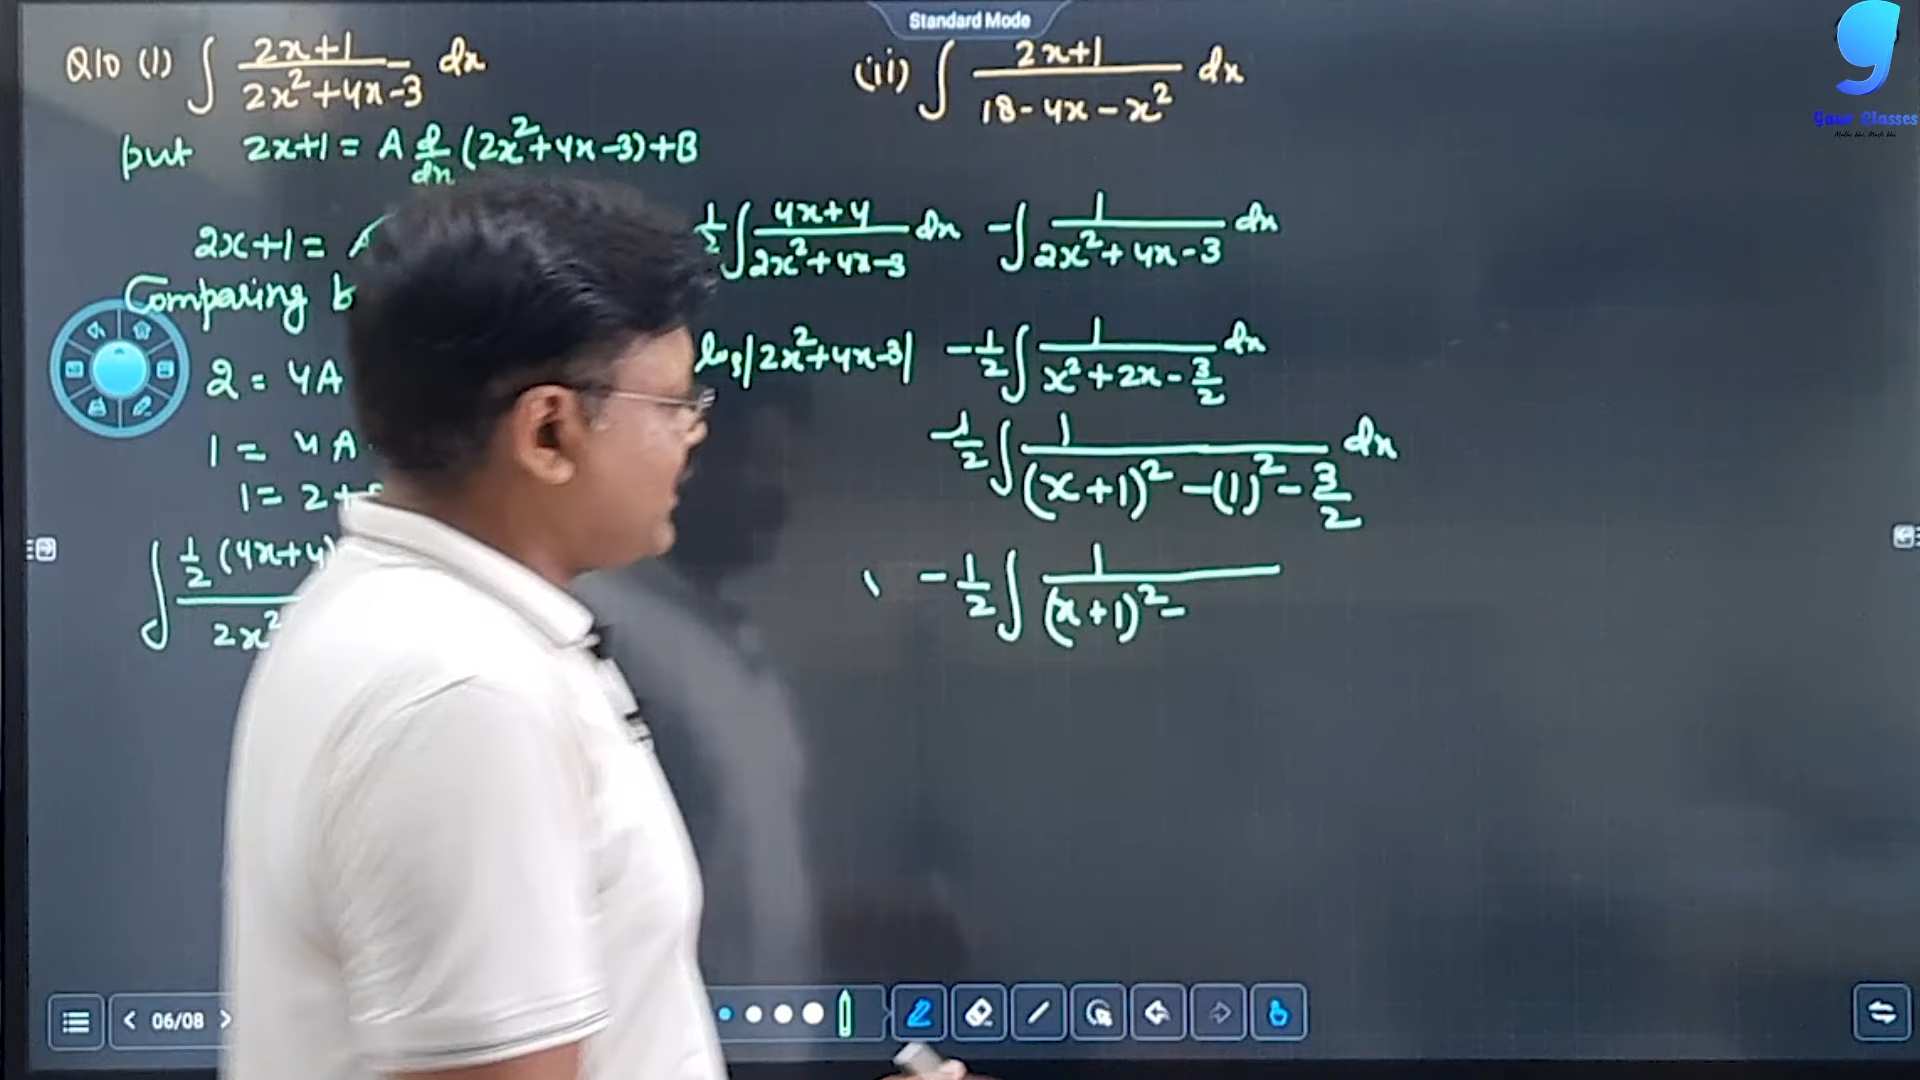 Standard Mode
Q10 (i) ∫ 2x+1 / 2x²+4x-3 dx
(ii) ∫ 2x+1 / 18-4x-x² dx
Gaur Classes
put 2x+1 = A d/dx (2x²+4x-3)+B
2x+1 =
1/2 ∫ 4x+4 / 2x²+4x-3 dx - ∫ 1 / 2x²+4x-3 dx
Comparing
2 = 4A
log|2x²+4x-3| - 1/2 ∫ 1 / x²+2x-3/2 dx
1 = 4A
-1/2 ∫ 1 / (x+1)²-(1)²-3/2 dx
1 = 2+
∫ 1/2 (4x+4) / 2x²
- 1/2 ∫ 1 / (x+1)²-
06/08